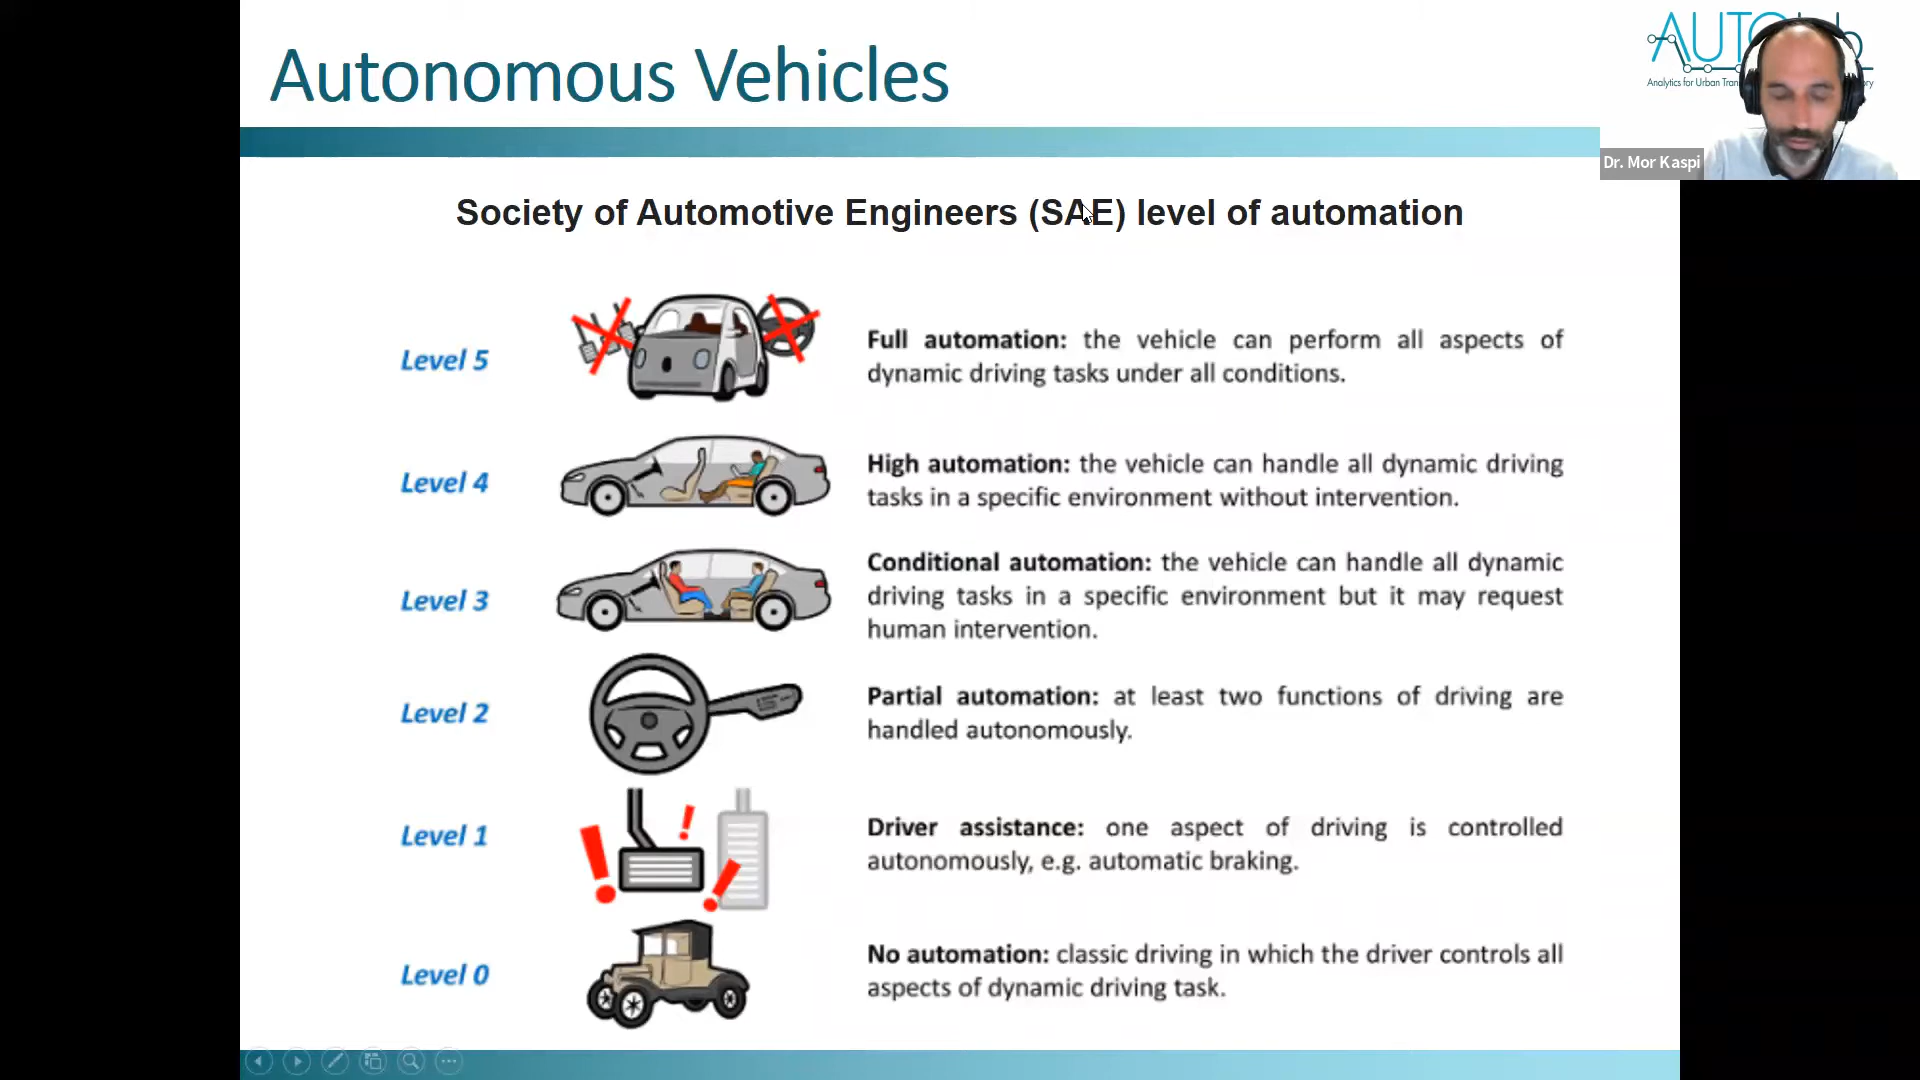 Autonomous Vehicles
Analytics for Urban
Dr. Mor Kaspi
Society of Automotive Engineers (SAE) level of automation
Level 5
Full automation: the vehicle can perform all aspects of
dynamic driving tasks under all conditions.
Level 4
High automation: the vehicle can handle all dynamic driving
tasks in a specific environment without intervention.
Level 3
Conditional automation: the vehicle can handle all dynamic
driving tasks in a specific environment but it may request
human intervention.
Level 2
Partial automation: at least two functions of driving are
handled autonomously.
Level 1
Driver assistance: one aspect of driving is controlled
autonomously, e.g. automatic braking.
Level 0
No automation: classic driving in which the driver controls all
aspects of dynamic driving task.